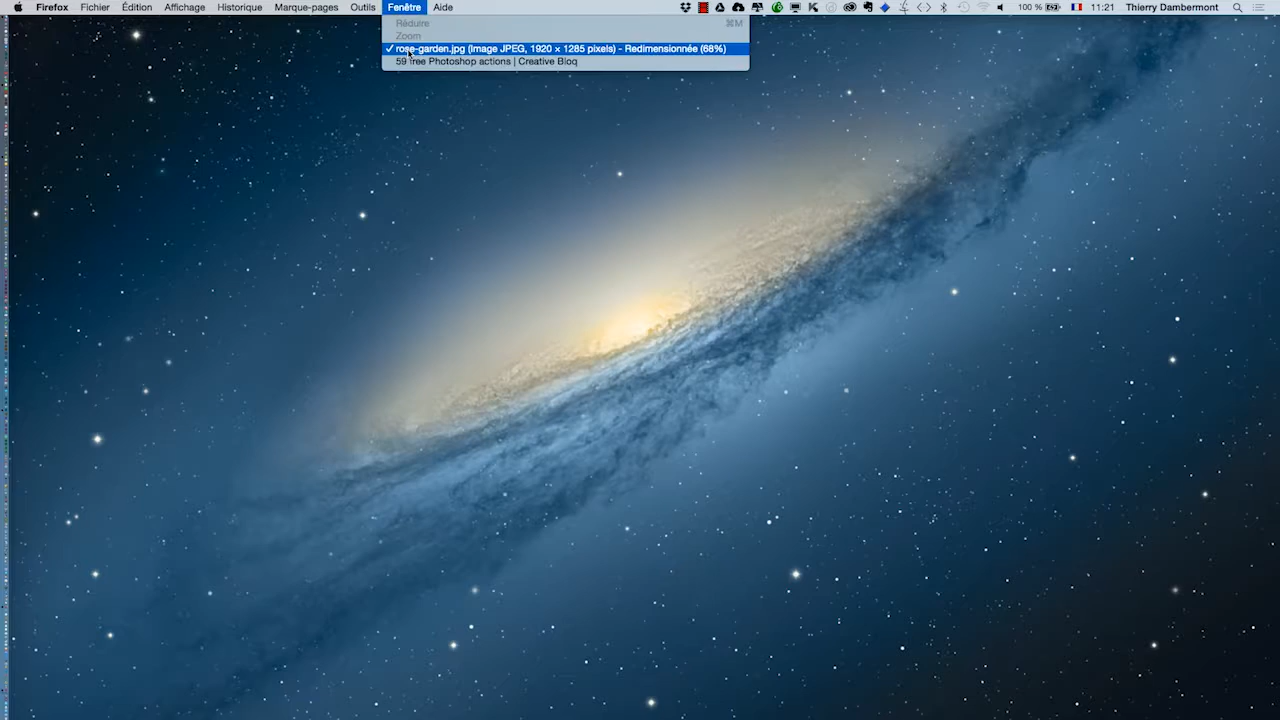 Firefox Fichier Édition Affichage Historique Marque-pages Outils Fenêtre Aide 100 % 11:21 Thierry Dambermont
Réduire ⌘M
Zoom
✓ rose-garden.jpg (Image JPEG, 1920 × 1285 pixels) - Redimensionnée (68%)
59 free Photoshop actions | Creative Bloq